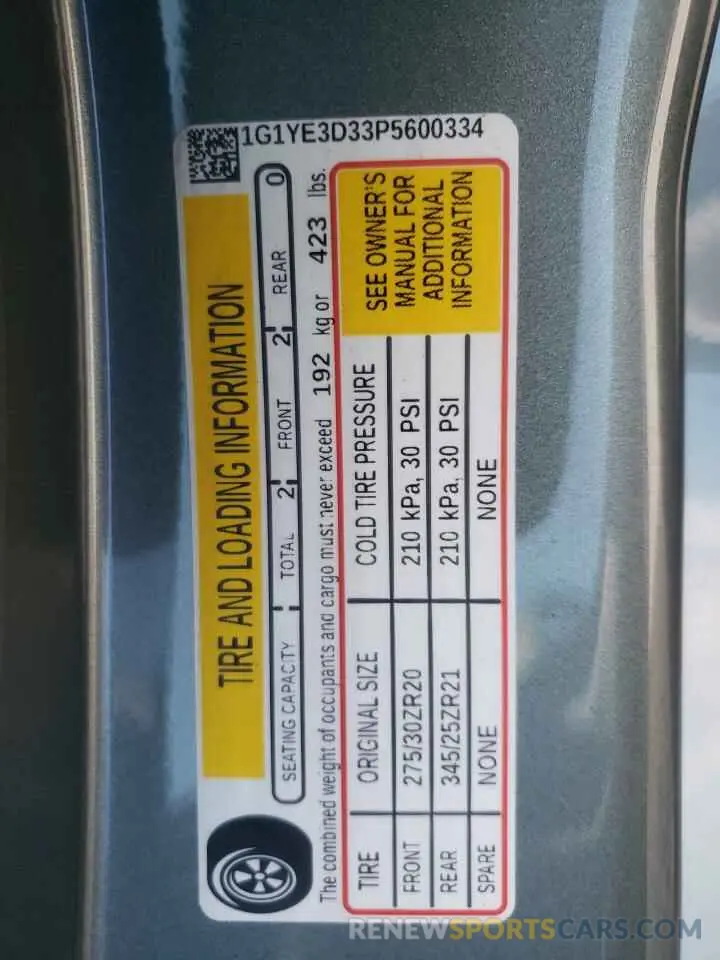 1G1YE3D33P5600334
TIRE AND LOADING INFORMATION
SEATING CAPACITY TOTAL 2 FRONT 2 REAR 0
The combined weight of occupants and cargo must never exceed 192 kg or 423 lbs.
TIRE ORIGINAL SIZE COLD TIRE PRESSURE
FRONT 275/30ZR20 210 kPa, 30 PSI
REAR 345/25ZR21 210 kPa, 30 PSI
SPARE NONE NONE
SEE OWNER'S
MANUAL FOR
ADDITIONAL
INFORMATION
RENEWSPORTSCARS.COM